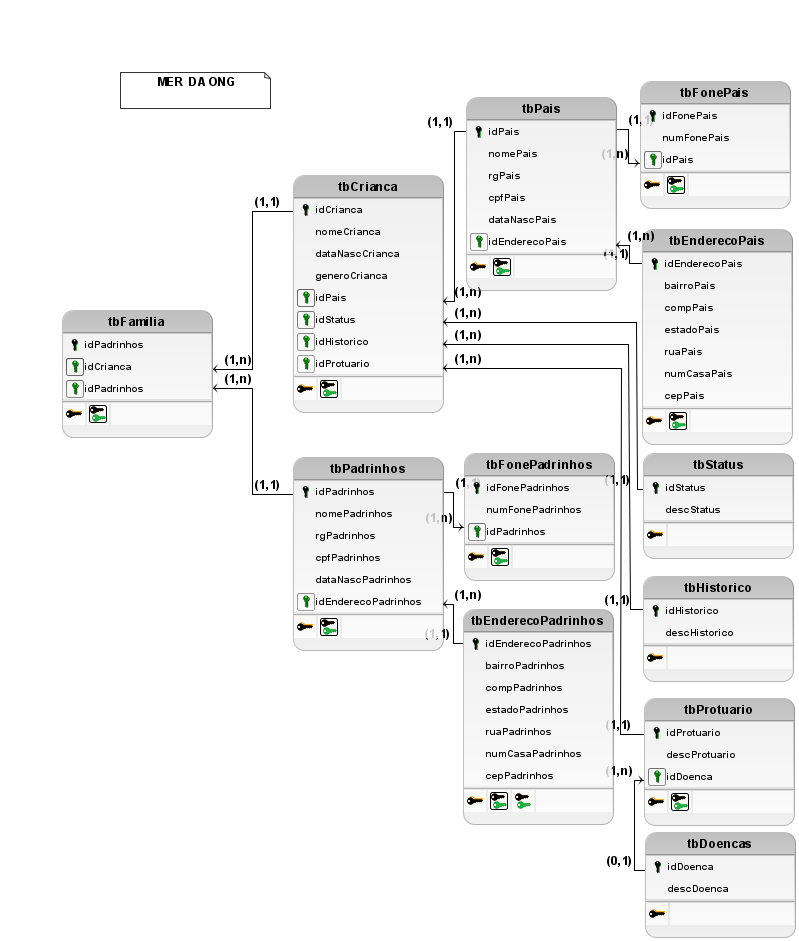 MER DA ONG
tbPais
(1,1)
idPais
nomePais
rgPais
cpfPais
dataNascPais
idEnderecoPais
(1,n)
tbFonePais
(1,1)
idFonePais
numFonePais
(1,n)
idPais
tbCrianca
(1,1)
idCrianca
nomeCrianca
dataNascCrianca
generoCrianca
idPais
idStatus
idHistorico
idProtuario
(1,n)
(1,n)
(1,n)
tbEnderecoPais
(1,n)
(1,1)
idEnderecoPais
bairroPais
compPais
estadoPais
ruaPais
numCasaPais
cepPais
tbFamilia
idPadrinhos
idCrianca
idPadrinhos
(1,n)
(1,n)
tbPadrinhos
(1,1)
idPadrinhos
nomePadrinhos
rgPadrinhos
cpfPadrinhos
dataNascPadrinhos
idEnderecoPadrinhos
tbFonePadrinhos
(1,1)
idFonePadrinhos
numFonePadrinhos
(1,n)
idPadrinhos
tbStatus
(1,1)
idStatus
descStatus
tbHistorico
(1,1)
idHistorico
descHistorico
(1,n)
(1,1)
tbEnderecoPadrinhos
idEnderecoPadrinhos
bairroPadrinhos
compPadrinhos
estadoPadrinhos
ruaPadrinhos
numCasaPadrinhos
cepPadrinhos
tbProtuario
(1,1)
idProtuario
descProtuario
(1,n)
idDoenca
tbDoencas
(0,1)
idDoenca
descDoenca